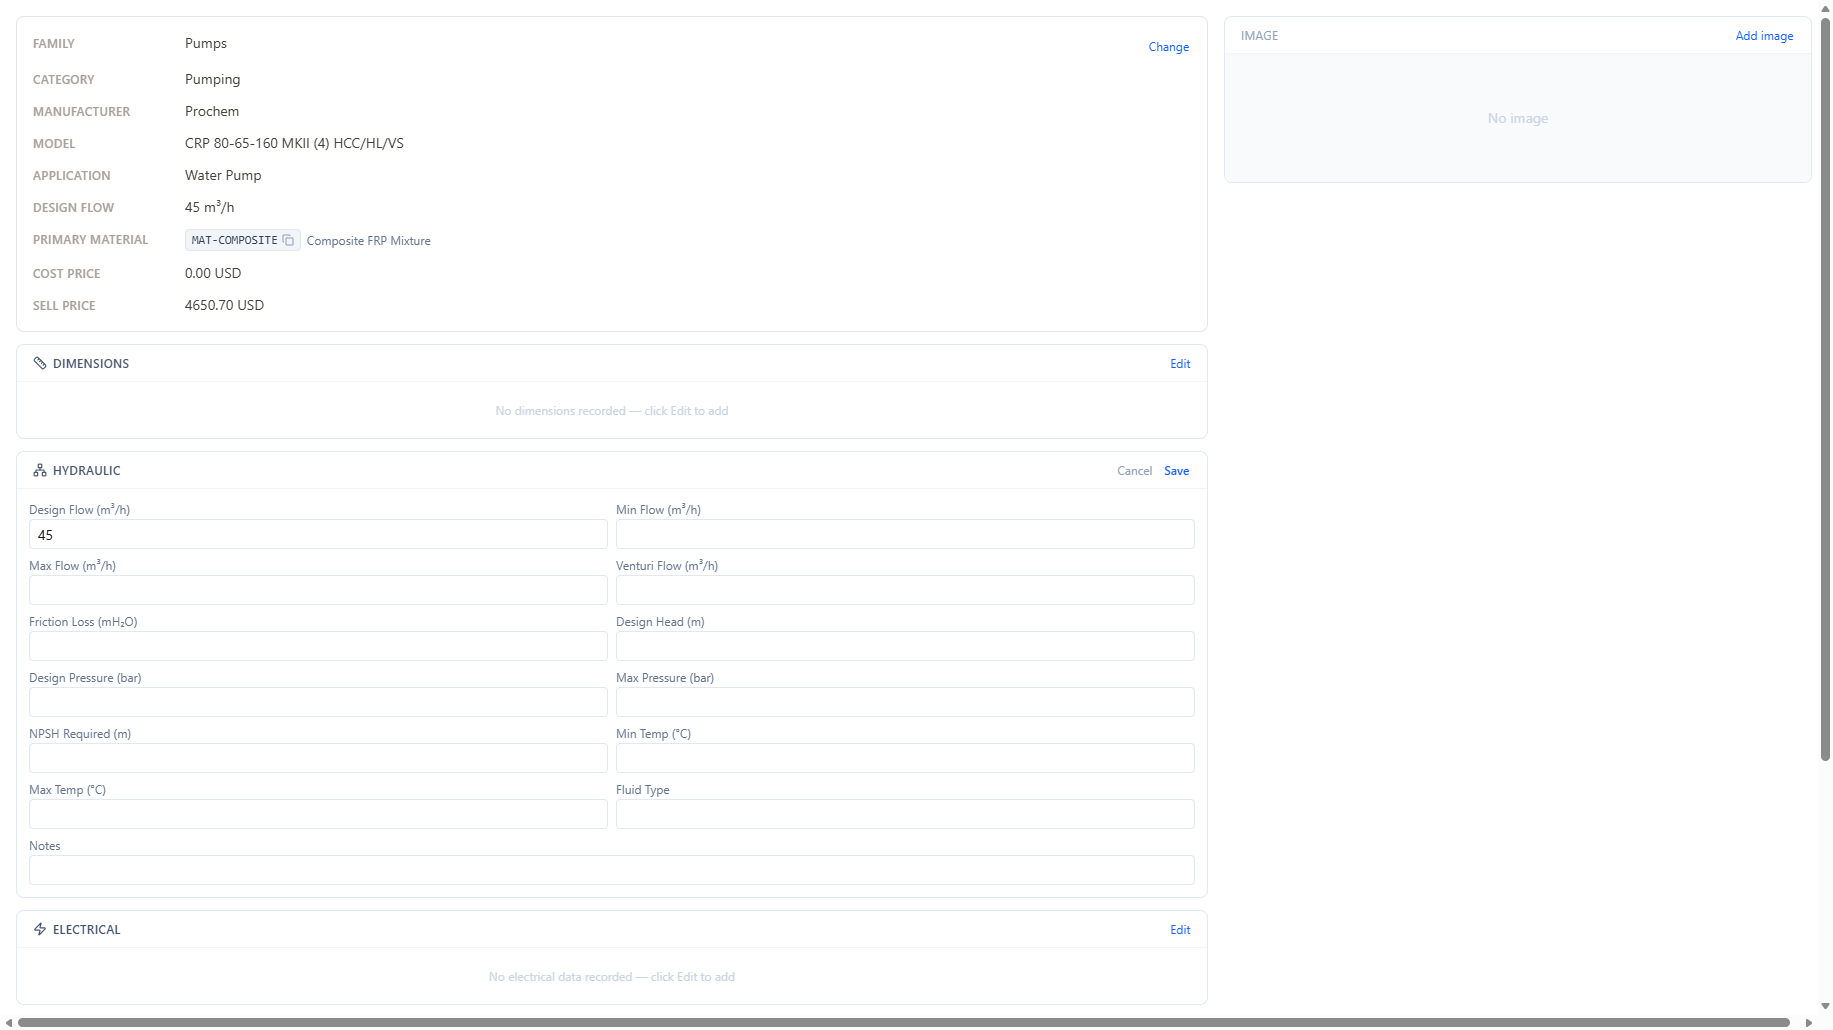 FAMILY Pumps Change
CATEGORY Pumping
MANUFACTURER Prochem
MODEL CRP 80-65-160 MKII (4) HCC/HL/VS
APPLICATION Water Pump
DESIGN FLOW 45 m³/h
PRIMARY MATERIAL MAT-COMPOSITE Composite FRP Mixture
COST PRICE 0.00 USD
SELL PRICE 4650.70 USD
IMAGE Add image
No image
DIMENSIONS Edit
No dimensions recorded — click Edit to add
HYDRAULIC Cancel Save
Design Flow (m³/h) Min Flow (m³/h)
45
Max Flow (m³/h) Venturi Flow (m³/h)
Friction Loss (mH₂O) Design Head (m)
Design Pressure (bar) Max Pressure (bar)
NPSH Required (m) Min Temp (°C)
Max Temp (°C) Fluid Type
Notes
ELECTRICAL Edit
No electrical data recorded — click Edit to add